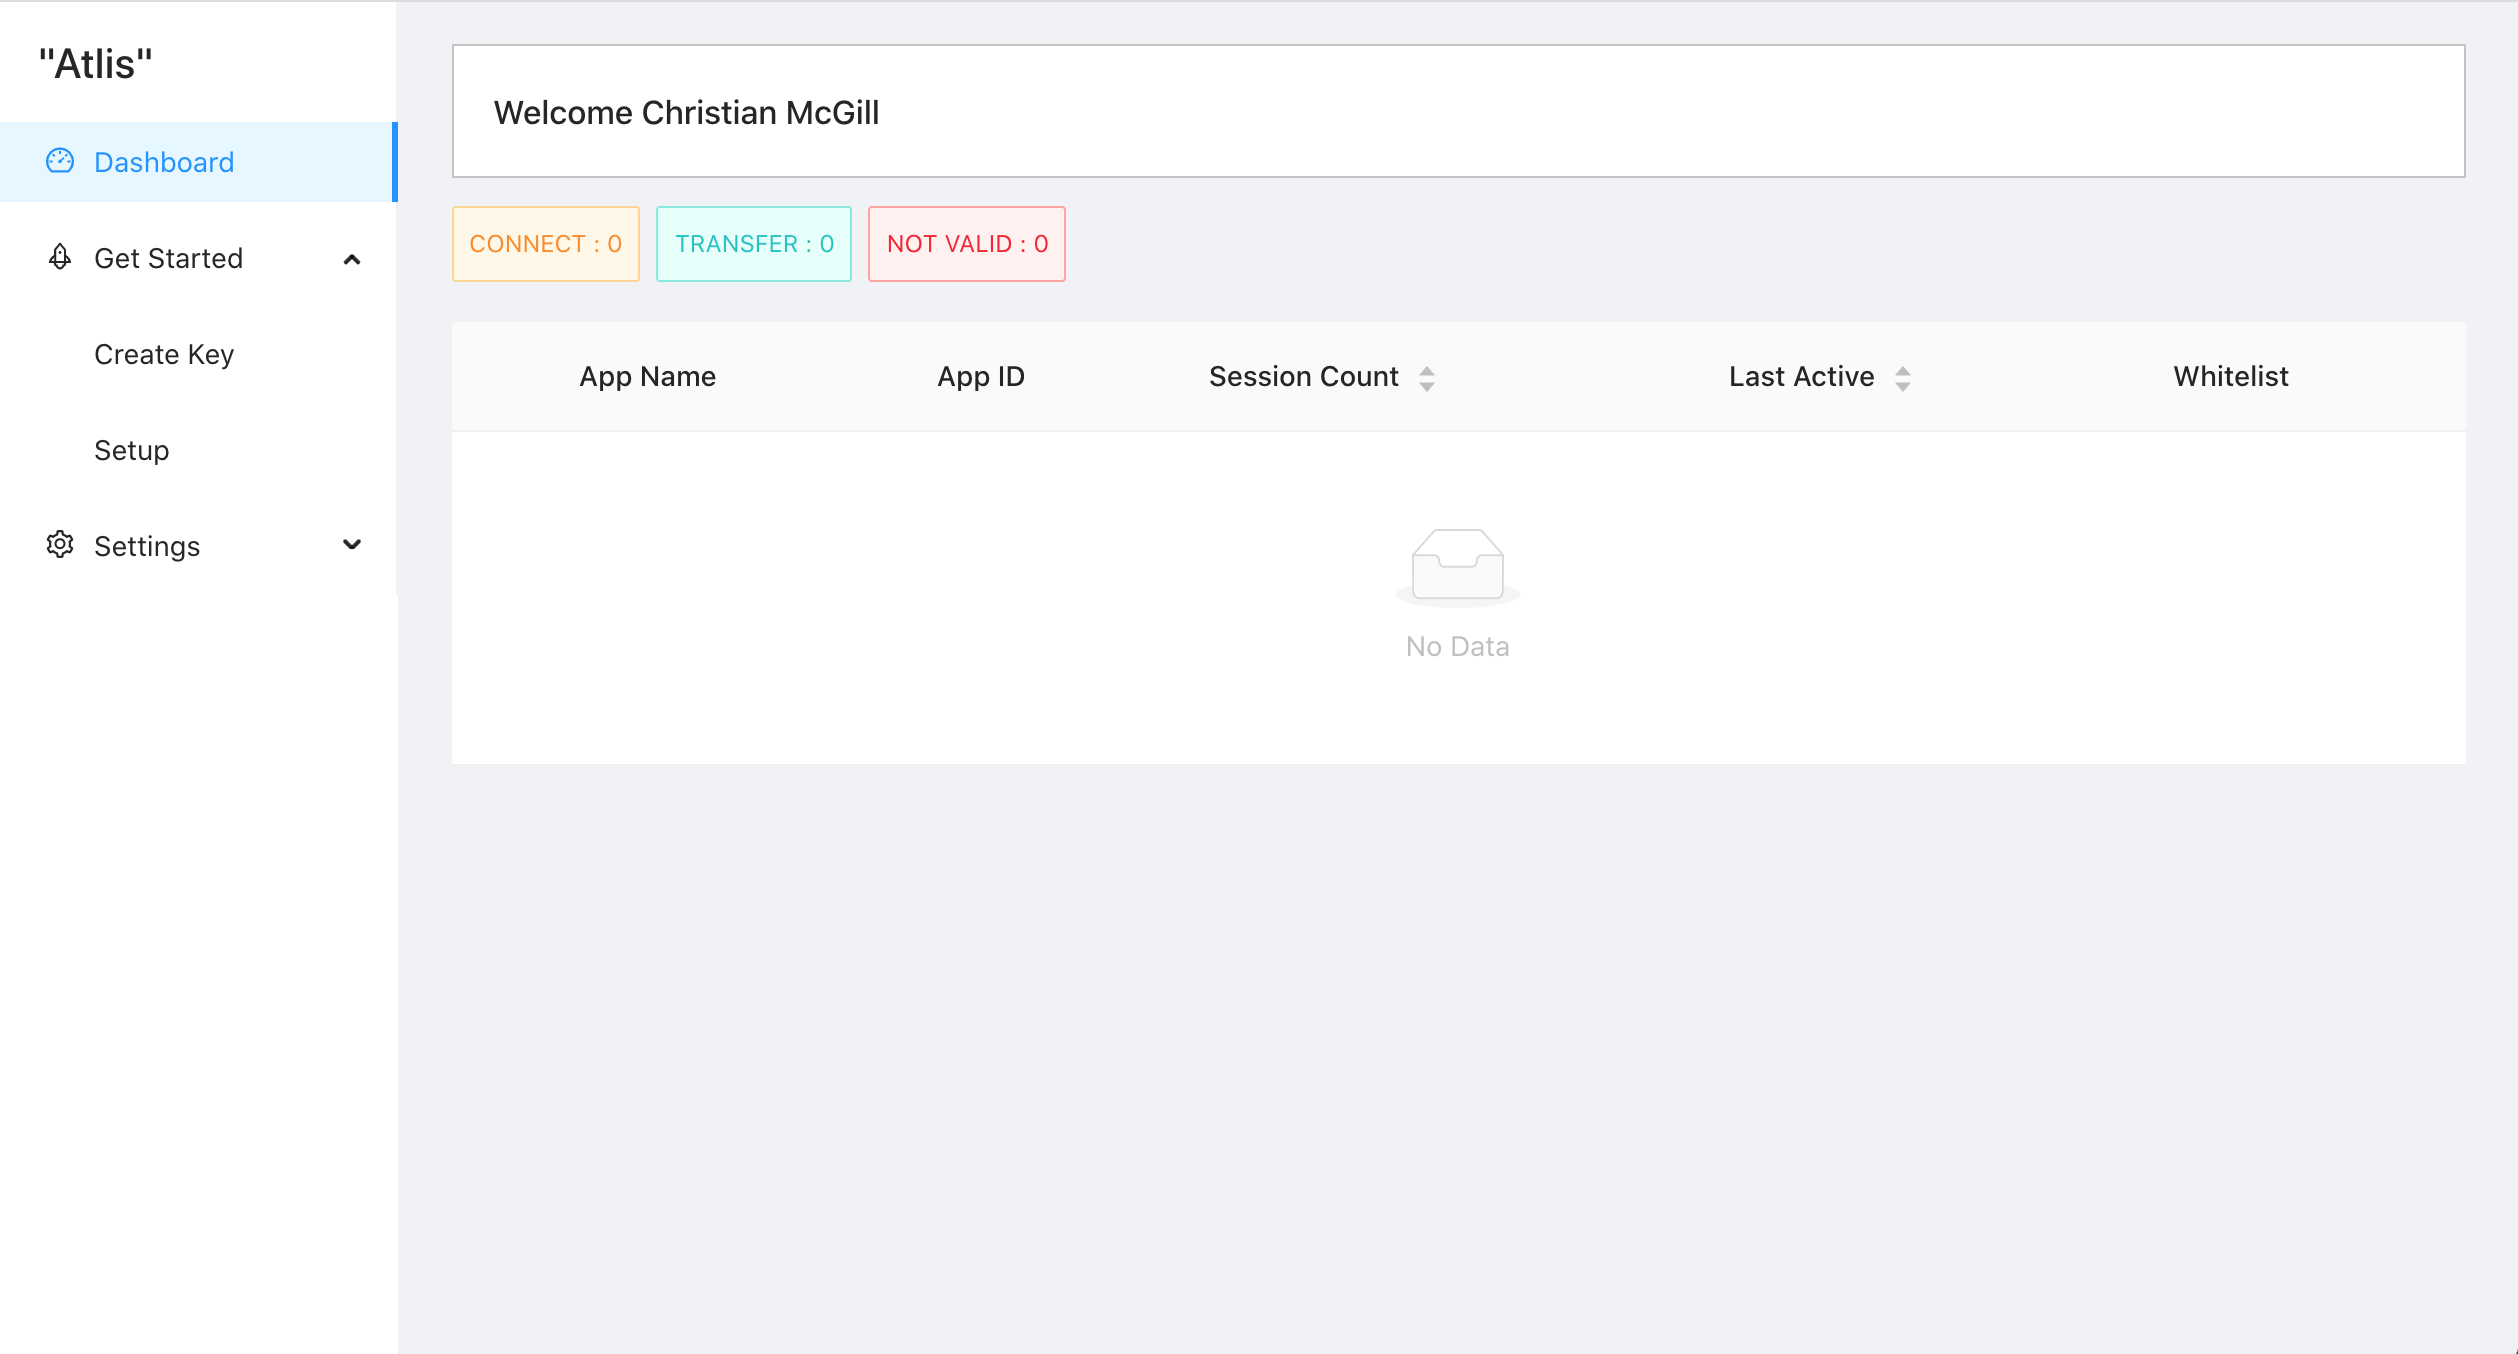 "Atlis"
Dashboard
Get Started
Create Key
Setup
Settings
Welcome Christian McGill
CONNECT : 0 TRANSFER : 0 NOT VALID : 0
App Name App ID Session Count Last Active Whitelist
No Data